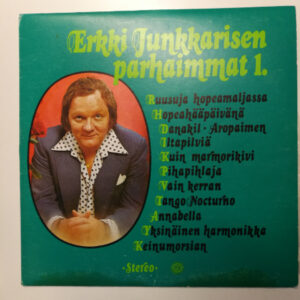 Erkki Junkkarisen
parhaimmat 1.
Ruusuja hopeamaljassa
Hopeahääpäivänä
Danakil · Aropaimen
Iltapilviä
Kuin marmorikivi
Pihapihlaja
Vain kerran
Tango Nocturno
Annabella
Yksinäinen harmonikka
Keinumorsian
· Stereo ·